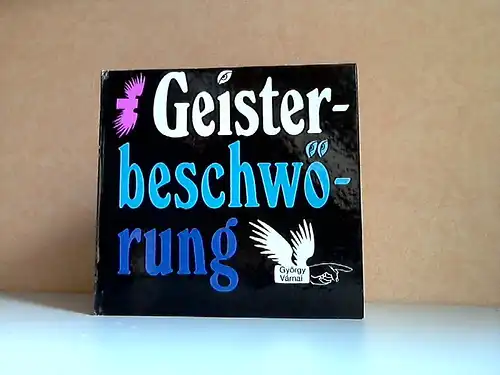 Geister-
beschwö-
rung
György
Várnai